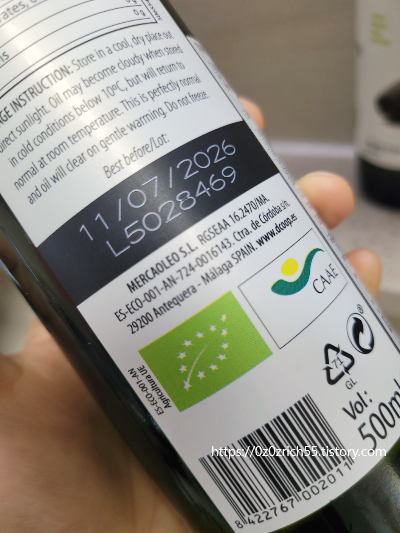 0g
0g
GE INSTRUCTION: Store in a cool, dry place out
direct sunlight. Oil may become cloudy when stored
in cold conditions below 10ºC, but will return to
normal at room temperature. This is perfectly normal
and oil will clear on gentle warming. Do not freeze.
Best before/Lot:
11/07/2026
L5028469
MERCAOLEO S.L. RGSEAA 16.2470/MA.
ES-ECO-001-AN-724-0016143. Ctra. de Córdoba s/n.
29200 Antequera - Málaga SPAIN. www.dcoop.es
ES-ECO-001-AN
Agricultura UE
CAAE
GL
Vol:
500ml
https://0z0zrich55.tistory.com
8 422767 002011